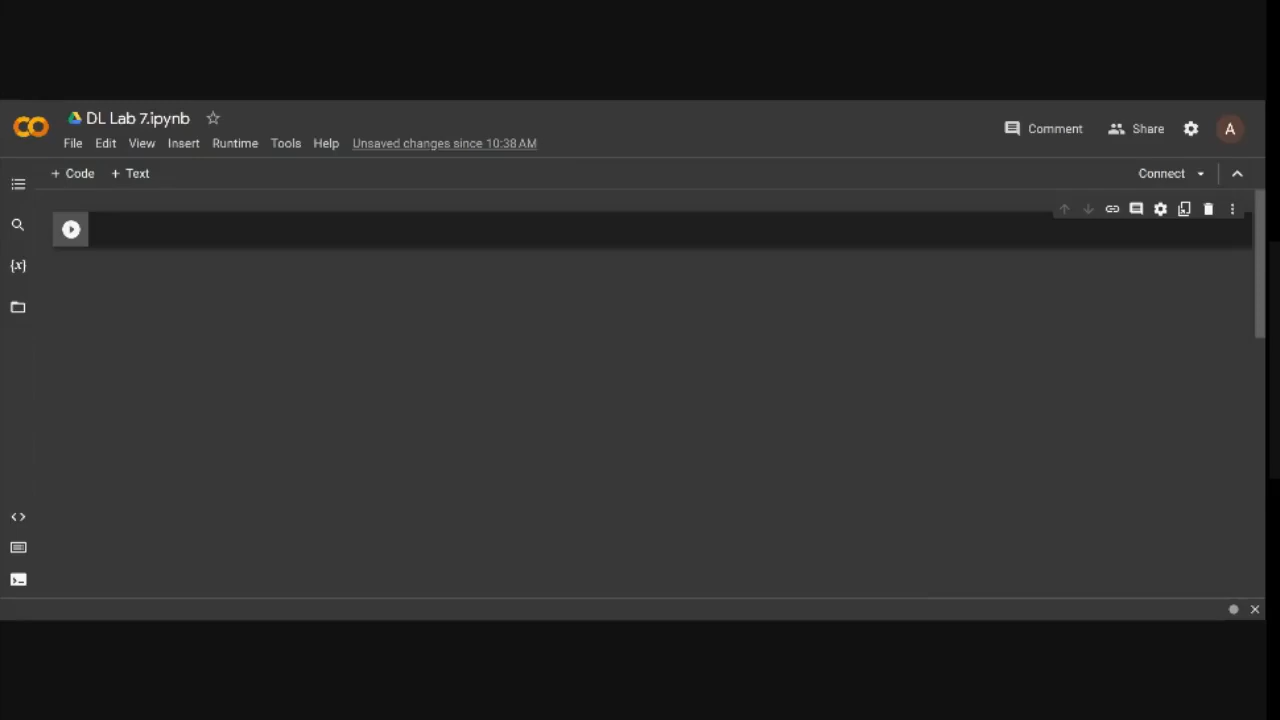 DL Lab 7.ipynb
File Edit View Insert Runtime Tools Help Unsaved changes since 10:38 AM
Comment Share A
+ Code + Text Connect
{x}